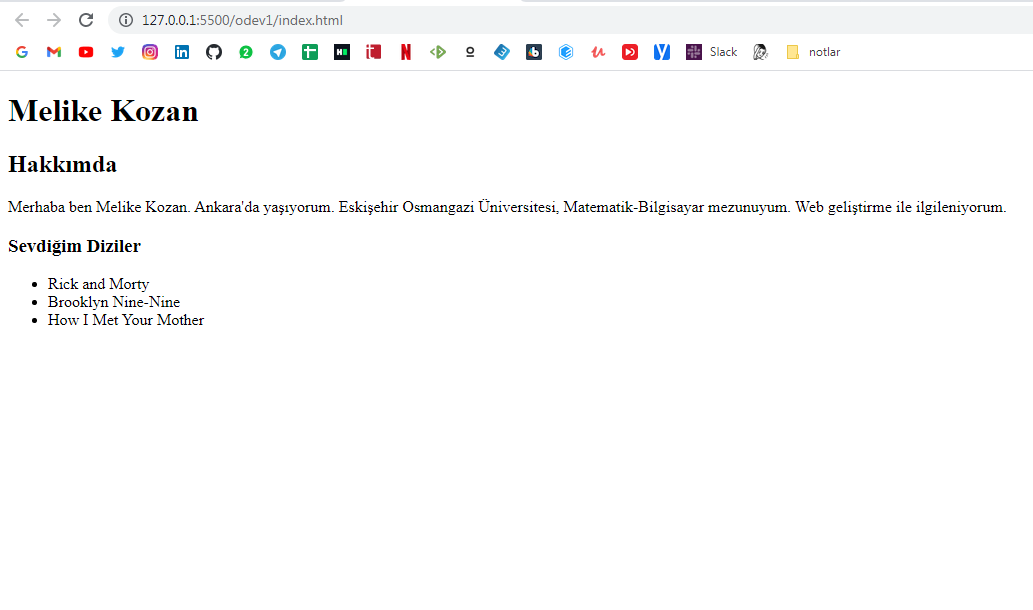 127.0.0.1:5500/odev1/index.html
Slack
notlar
Melike Kozan
Hakkımda
Merhaba ben Melike Kozan. Ankara'da yaşıyorum. Eskişehir Osmangazi Üniversitesi, Matematik-Bilgisayar mezunuyum. Web geliştirme ile ilgileniyorum.
Sevdiğim Diziler
Rick and Morty
Brooklyn Nine-Nine
How I Met Your Mother